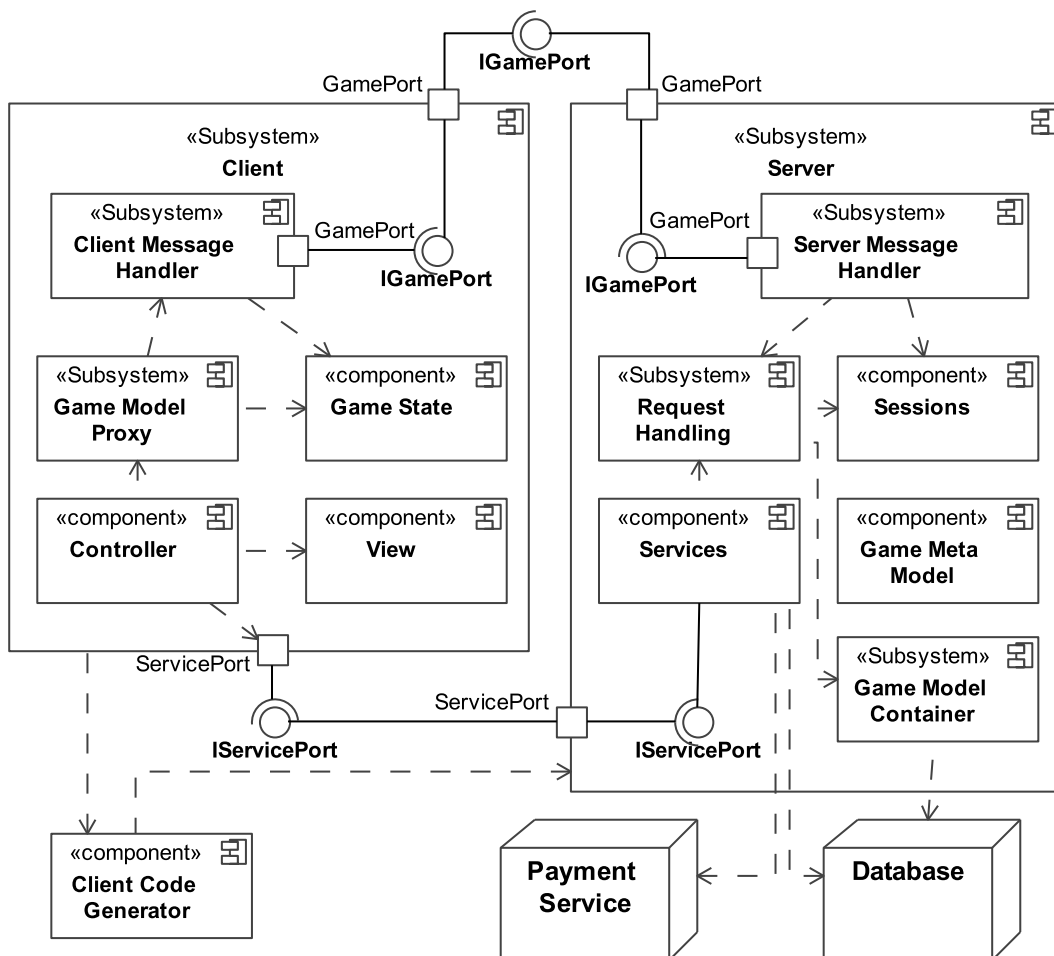 IGamePort
GamePort
GamePort
«Subsystem»
Client
«Subsystem»
Server
«Subsystem»
Client Message
Handler
GamePort
IGamePort
GamePort
IGamePort
«Subsystem»
Server Message
Handler
«Subsystem»
Game Model
Proxy
«component»
Game State
«Subsystem»
Request
Handling
«component»
Sessions
«component»
Controller
«component»
View
«component»
Services
«component»
Game Meta
Model
ServicePort
IServicePort
ServicePort
IServicePort
«Subsystem»
Game Model
Container
«component»
Client Code
Generator
Payment
Service
Database